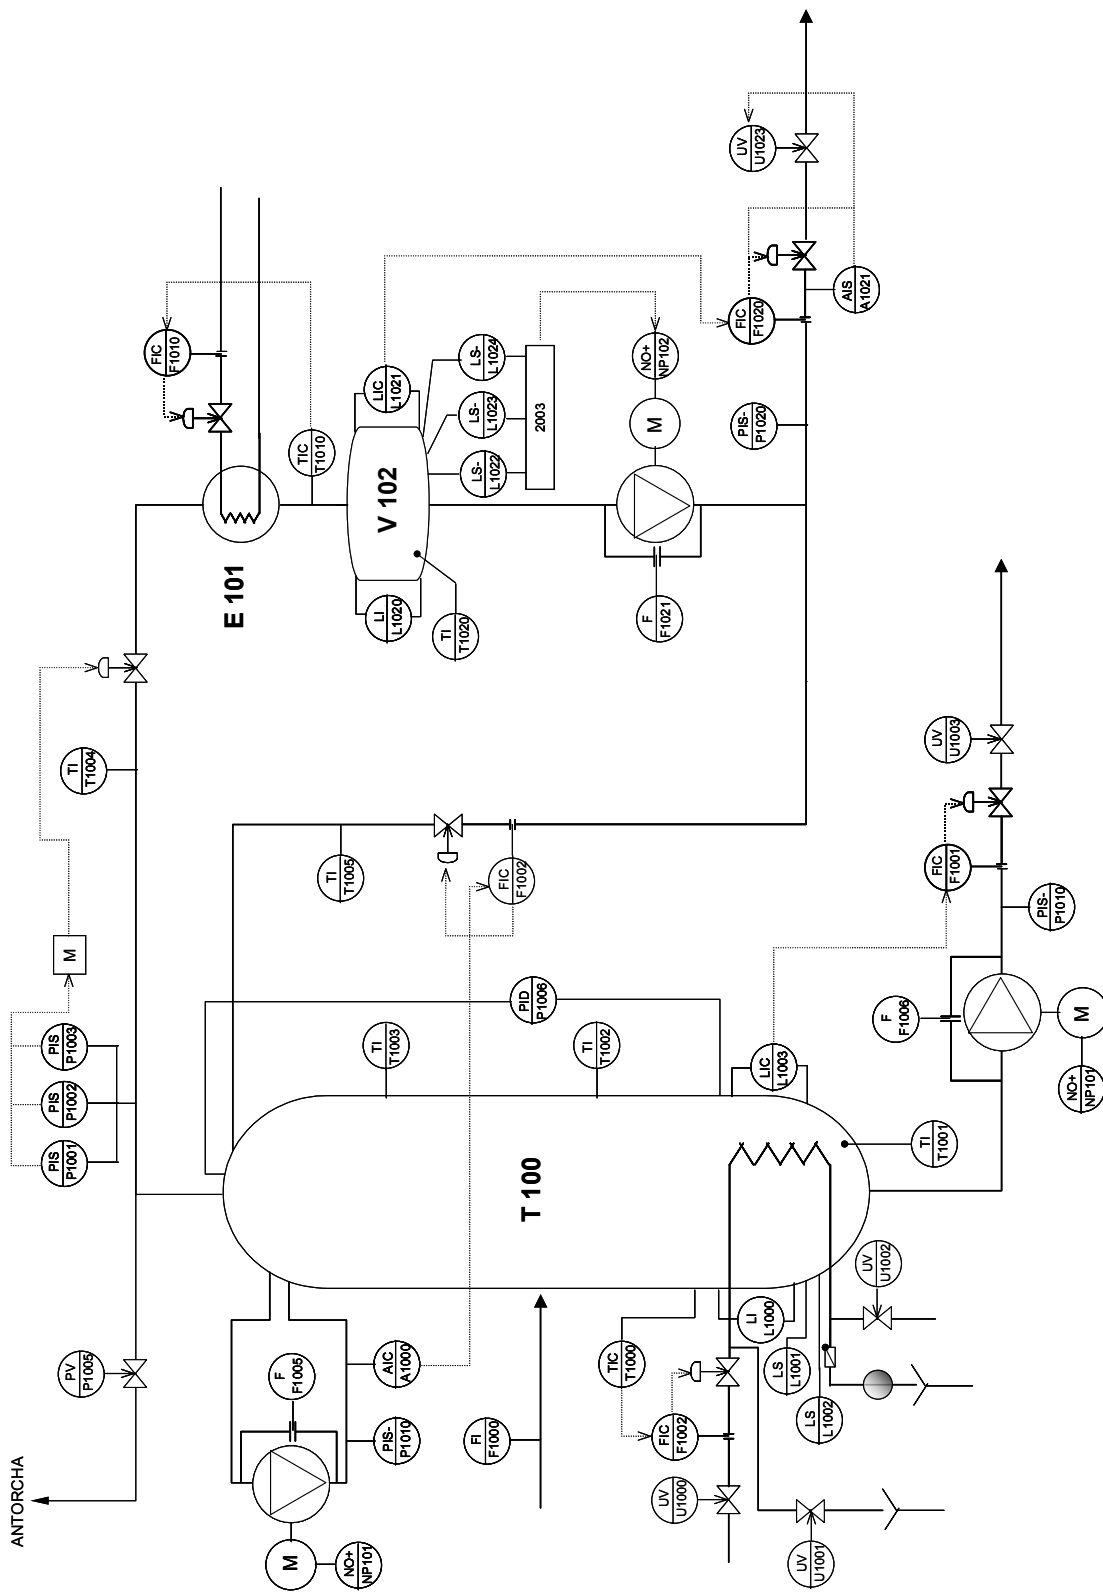 ANTORCHA
PV
P1005
PIS
P1001
PIS
P1002
PIS
P1003
M
TI
T1004
FIC
F1010
E 101
M
F
F1005
TIC
T1010
TI
T1005
NO+
NP101
PIS-
P1010
AIC
A1000
TI
T1003
LI
L1020
V 102
LIC
L1021
TI
T1020
FI
F1000
LS-
L1022
LS-
L1023
LS-
L1024
FIC
F1002
T 100
PID
P1006
2003
TI
T1002
TIC
T1000
UV
U1000
FIC
F1002
F
F1021
M
NO+
NP102
LI
L1000
LIC
L1003
PIS-
P1020
FIC
F1020
UV
U1023
LS
L1001
UV
U1001
LS
L1002
AIS
A1021
UV
U1002
F
F1006
TI
T1001
FIC
F1001
UV
U1003
PIS-
P1010
M
NO+
NP101